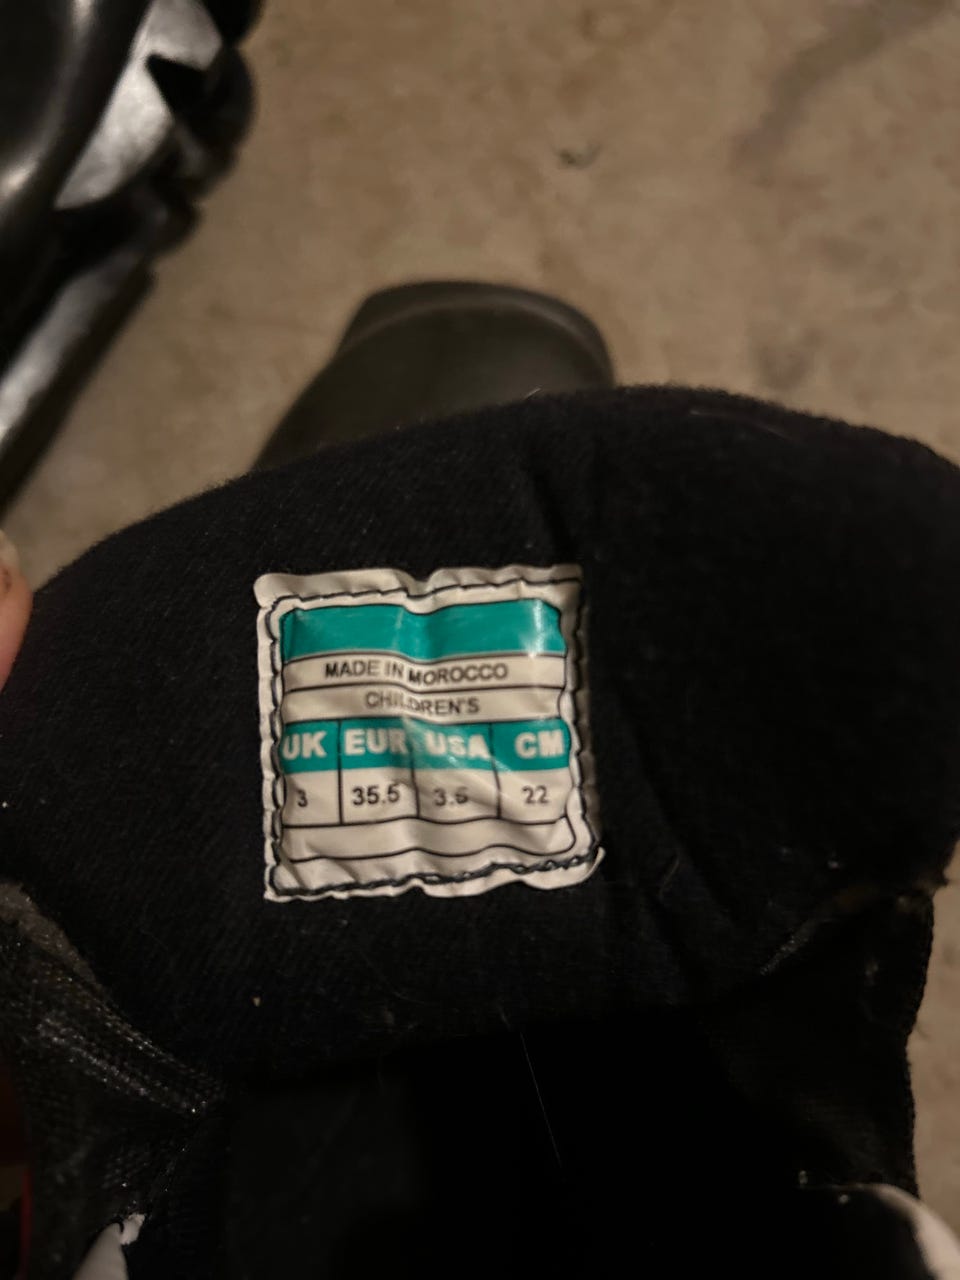 MADE IN MOROCCO
CHILDREN'S
UK EUR USA CM
3 35.5 3.5 22